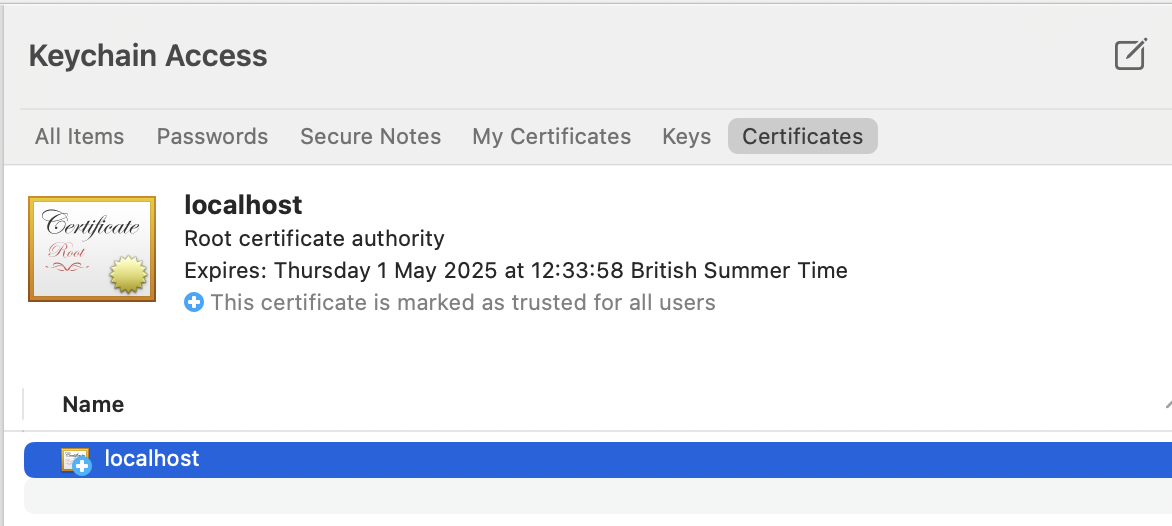 Keychain Access
All Items Passwords Secure Notes My Certificates Keys Certificates
Certificate
Root
localhost
Root certificate authority
Expires: Thursday 1 May 2025 at 12:33:58 British Summer Time
This certificate is marked as trusted for all users
Name
localhost